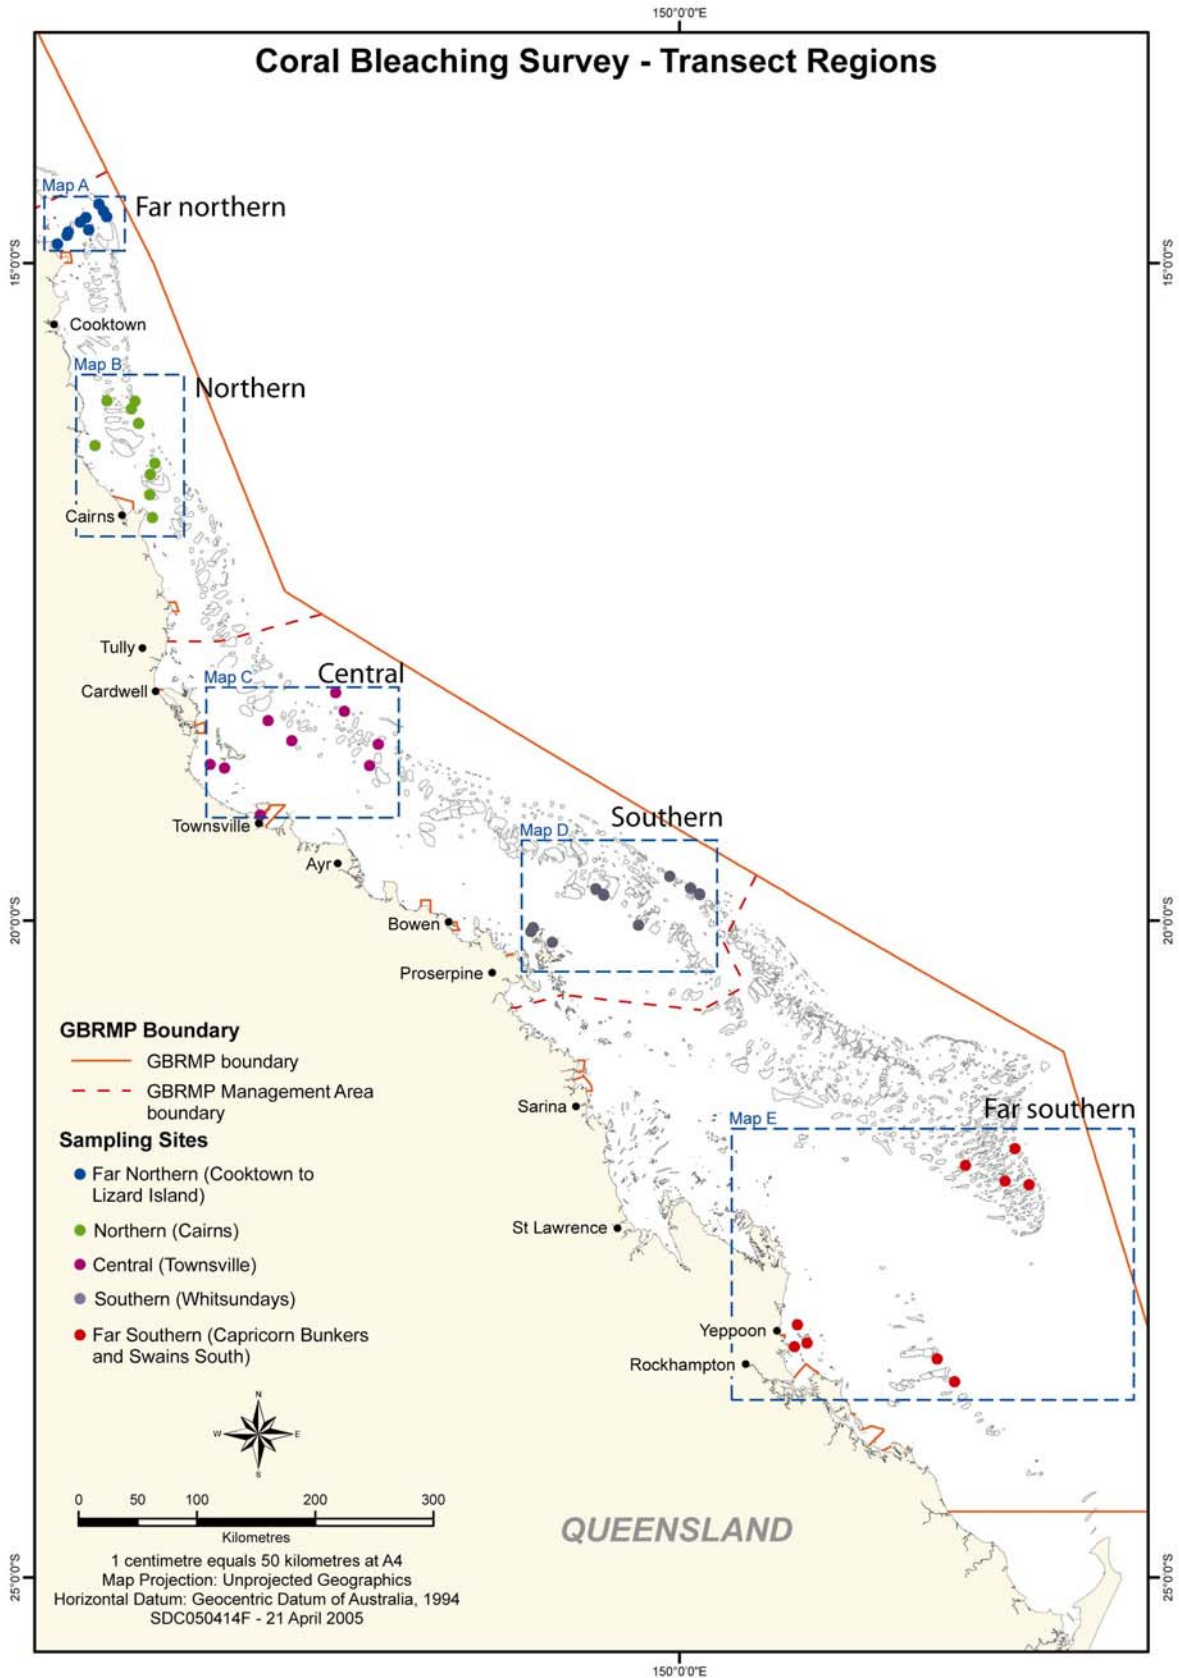 150°0'0"E
Coral Bleaching Survey - Transect Regions
Map A
Far northern
15°0'0"S
15°0'0"S
Cooktown
Map B
Northern
Cairns
Tully
Cardwell
Map C
Central
Townsville
Ayr
Map D
Southern
20°0'0"S
20°0'0"S
Bowen
Proserpine
GBRMP Boundary
GBRMP boundary
GBRMP Management Area
boundary
Sarina
Map E
Far southern
Sampling Sites
Far Northern (Cooktown to
Lizard Island)
Northern (Cairns)
St Lawrence
Central (Townsville)
Southern (Whitsundays)
Far Southern (Capricorn Bunkers
and Swains South)
Yeppoon
Rockhampton
N
W E
S
0 50 100 200 300
Kilometres
QUEENSLAND
1 centimetre equals 50 kilometres at A4
Map Projection: Unprojected Geographics
Horizontal Datum: Geocentric Datum of Australia, 1994
SDC050414F - 21 April 2005
25°0'0"S
25°0'0"S
150°0'0"E